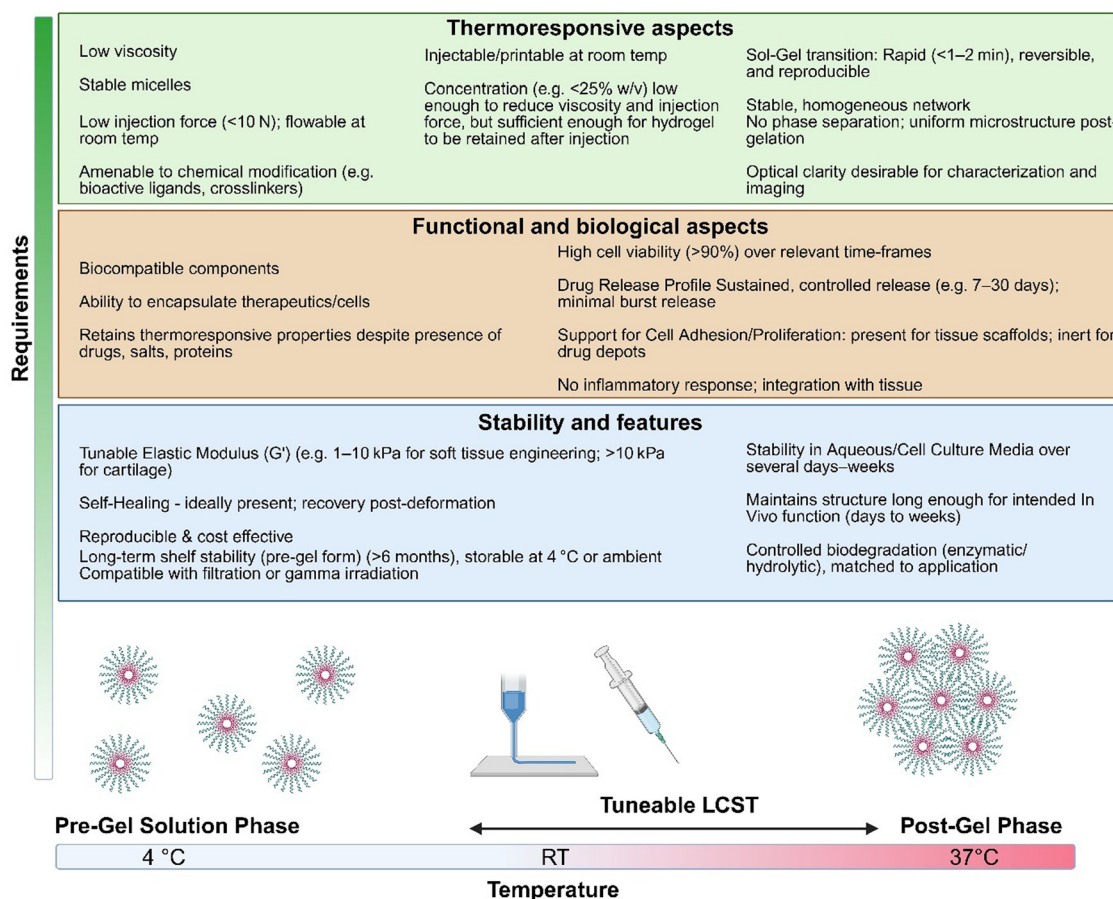 Requirements
Thermoresponsive aspects
Low viscosity
Stable micelles
Low injection force (<10 N); flowable at
room temp
Amenable to chemical modification (e.g.
bioactive ligands, crosslinkers)
Injectable/printable at room temp
Concentration (e.g. <25% w/v) low
enough to reduce viscosity and injection
force, but sufficient enough for hydrogel
to be retained after injection
Sol-Gel transition: Rapid (<1–2 min), reversible,
and reproducible
Stable, homogeneous network
No phase separation; uniform microstructure post-
gelation
Optical clarity desirable for characterization and
imaging
Functional and biological aspects
Biocompatible components
Ability to encapsulate therapeutics/cells
Retains thermoresponsive properties despite presence of
drugs, salts, proteins
High cell viability (>90%) over relevant time-frames
Drug Release Profile Sustained, controlled release (e.g. 7–30 days);
minimal burst release
Support for Cell Adhesion/Proliferation: present for tissue scaffolds; inert for
drug depots
No inflammatory response; integration with tissue
Stability and features
Tunable Elastic Modulus (G') (e.g. 1–10 kPa for soft tissue engineering; >10 kPa
for cartilage)
Self-Healing - ideally present; recovery post-deformation
Reproducible & cost effective
Long-term shelf stability (pre-gel form) (>6 months), storable at 4 °C or ambient
Compatible with filtration or gamma irradiation
Stability in Aqueous/Cell Culture Media over
several days–weeks
Maintains structure long enough for intended In
Vivo function (days to weeks)
Controlled biodegradation (enzymatic/
hydrolytic), matched to application
Tuneable LCST
Pre-Gel Solution Phase
Post-Gel Phase
4 °C
RT
37°C
Temperature